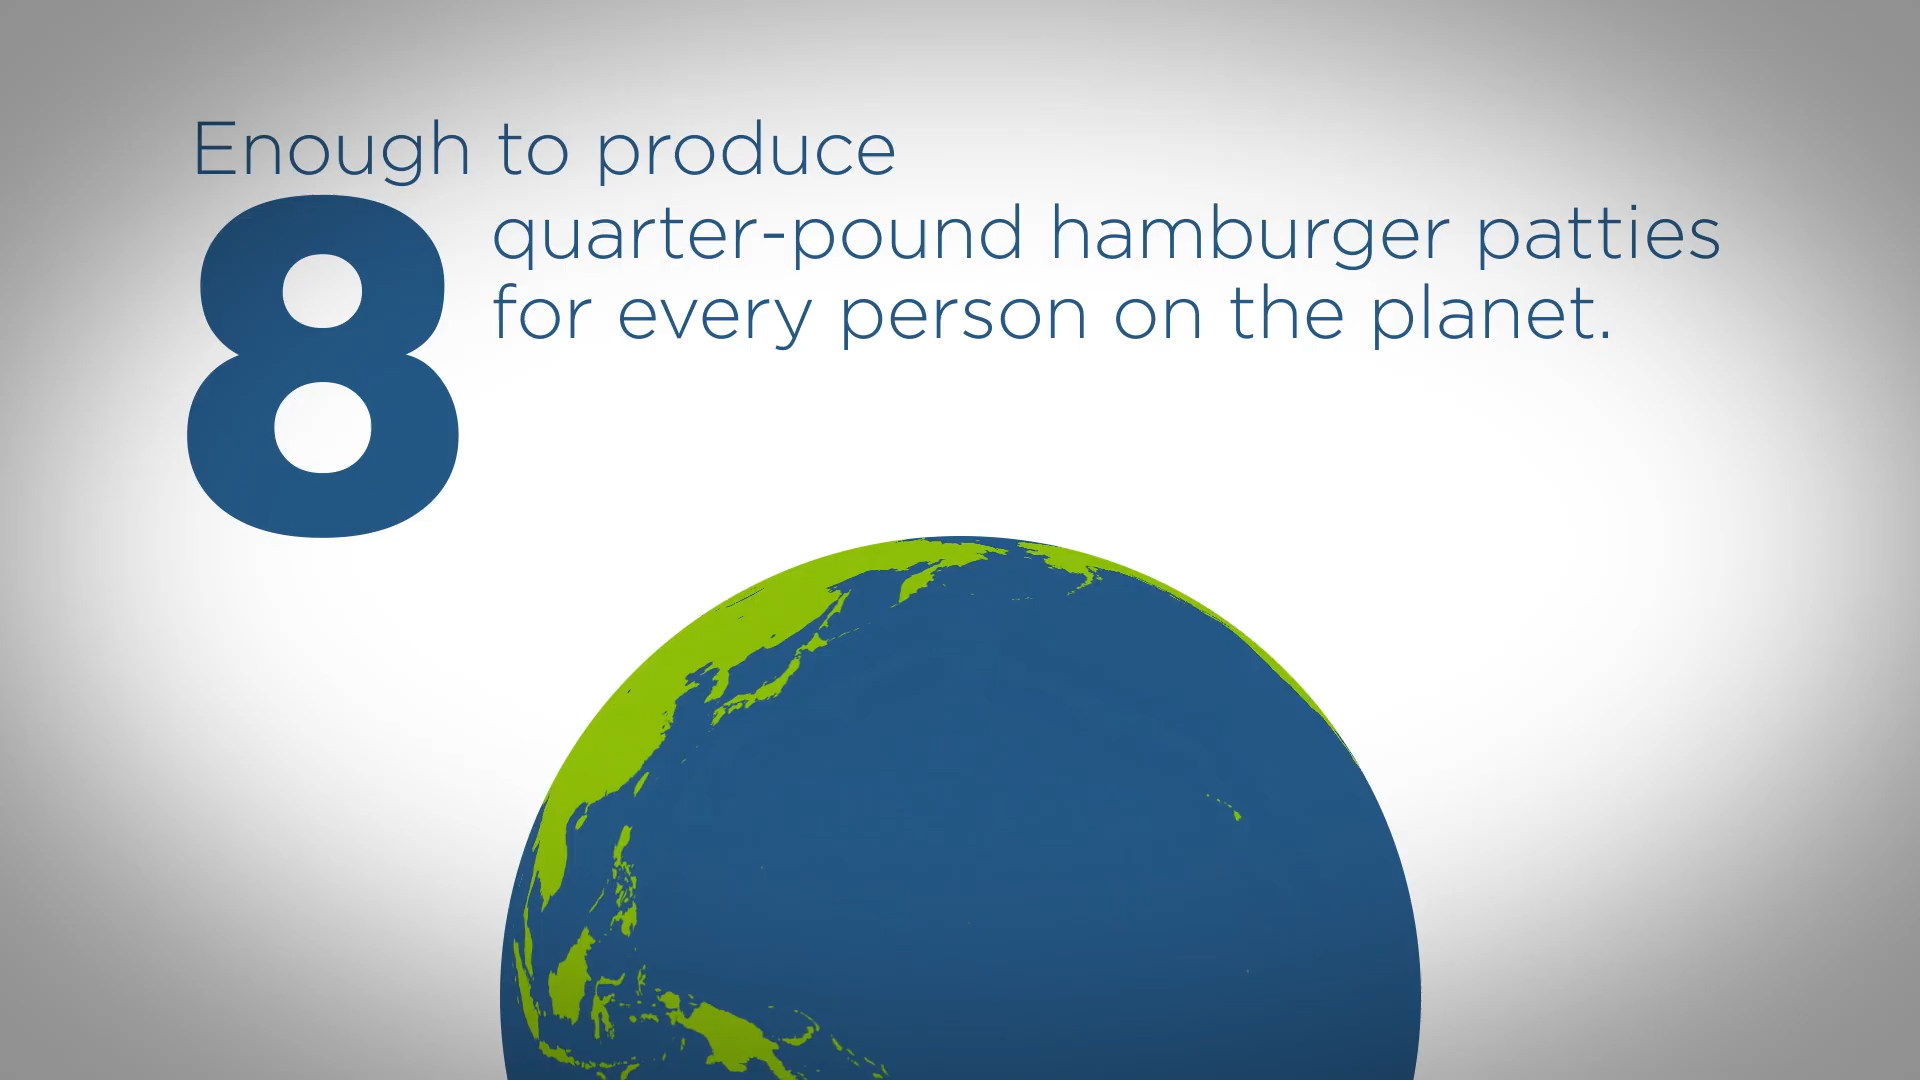 Enough to produce
8
quarter-pound hamburger patties
for every person on the planet.